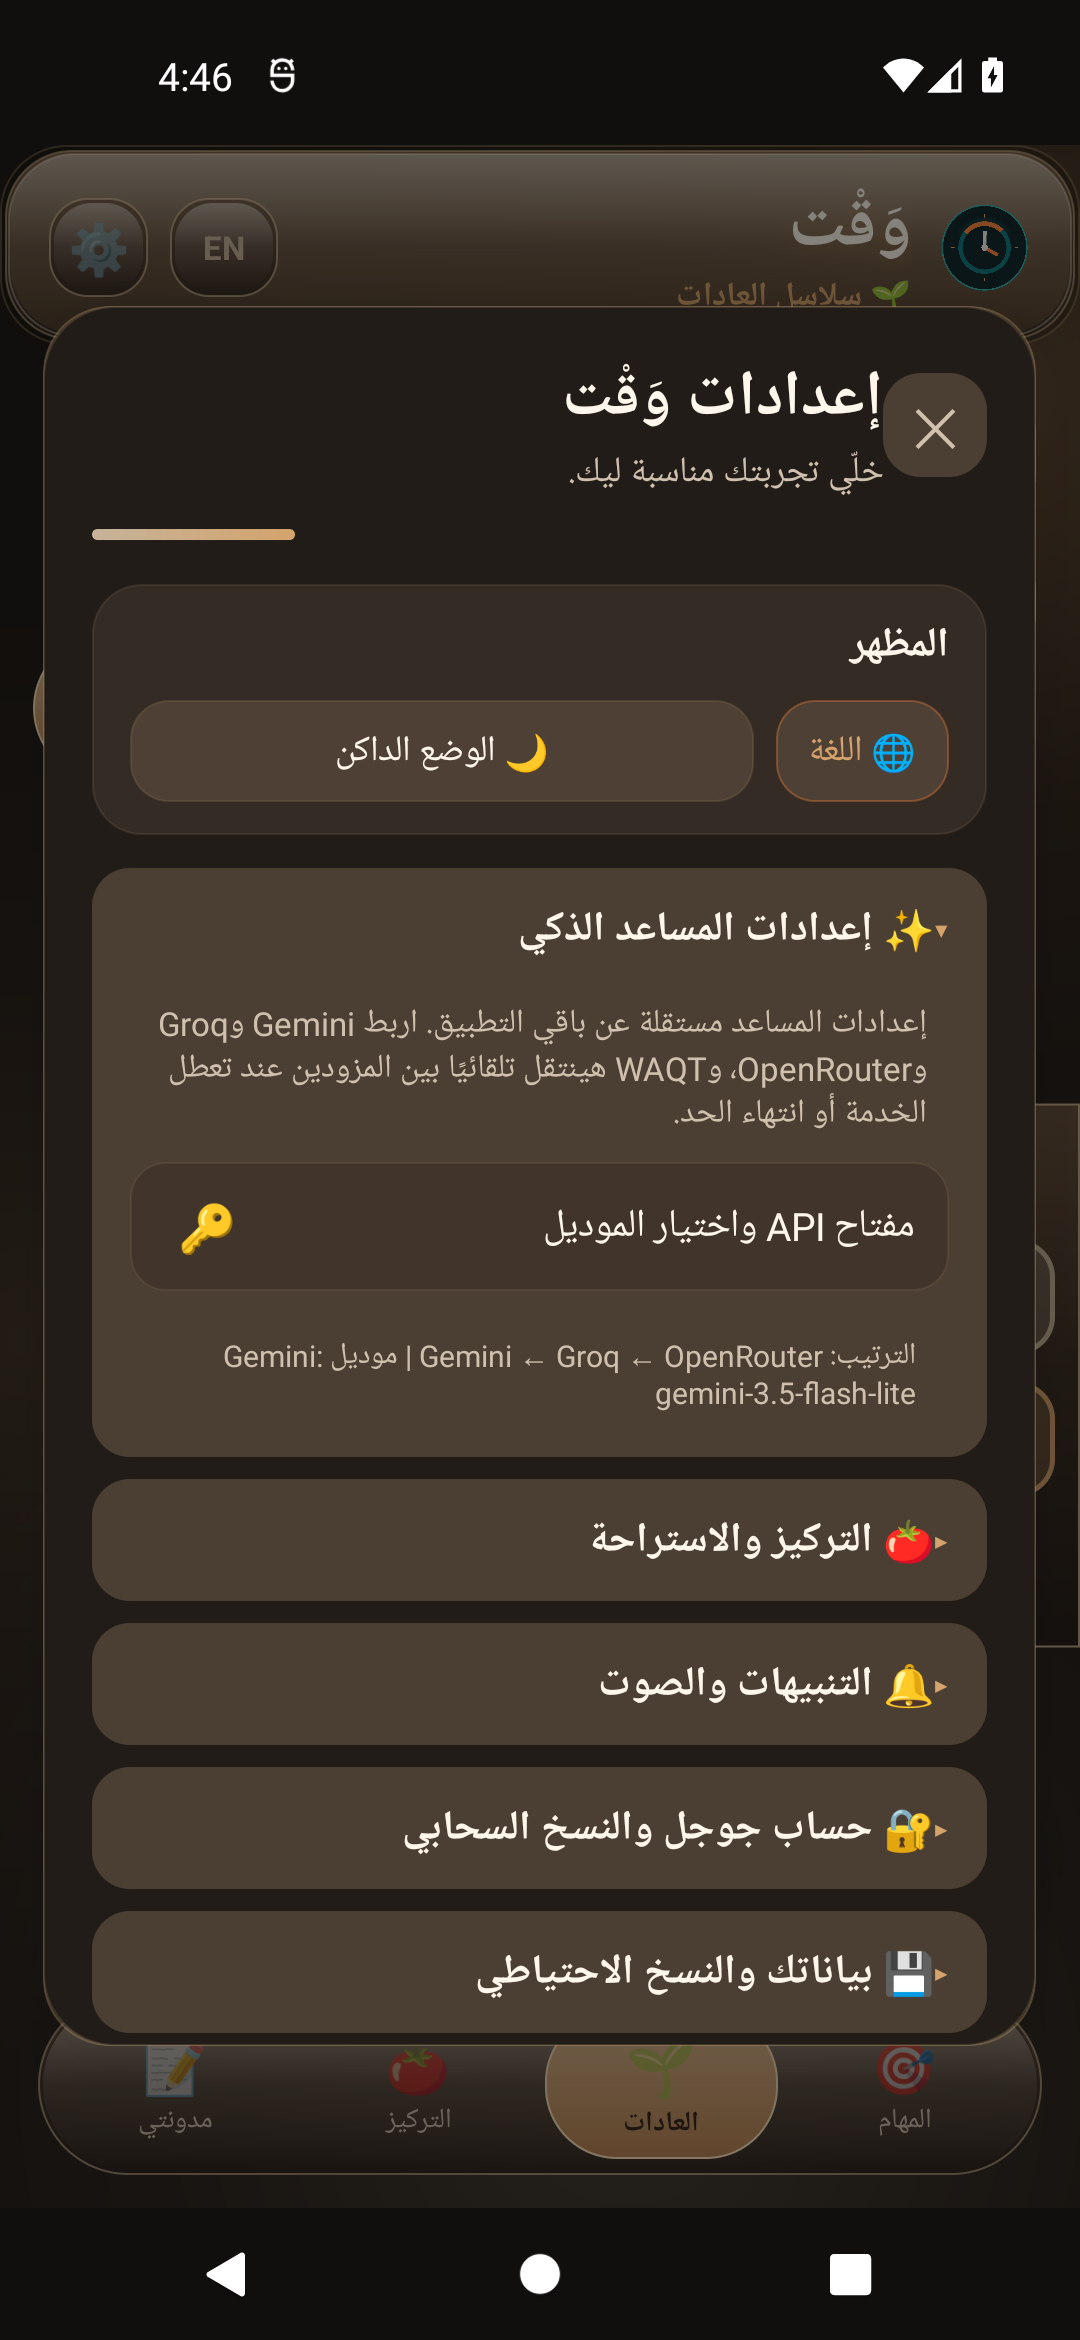 4:46
وَقْت
🌱 سلاسل العادات
EN
إعدادات وَقْت
خلّي تجربتك مناسبة ليك.
المظهر
🌐 اللغة
🌙 الوضع الداكن
✨ إعدادات المساعد الذكي
إعدادات المساعد مستقلة عن باقي التطبيق. اربط Gemini وGroq
وOpenRouter، وWAQT هينتقل تلقائيًا بين المزودين عند تعطل
الخدمة أو انتهاء الحد.
مفتاح API واختيار الموديل 🔑
الترتيب: Gemini ← Groq ← OpenRouter | موديل Gemini:
gemini-3.5-flash-lite
🍅 التركيز والاستراحة
🔔 التنبيهات والصوت
🔐 حساب جوجل والنسخ السحابي
💾 بياناتك والنسخ الاحتياطي
المهام
العادات
التركيز
مدونتي